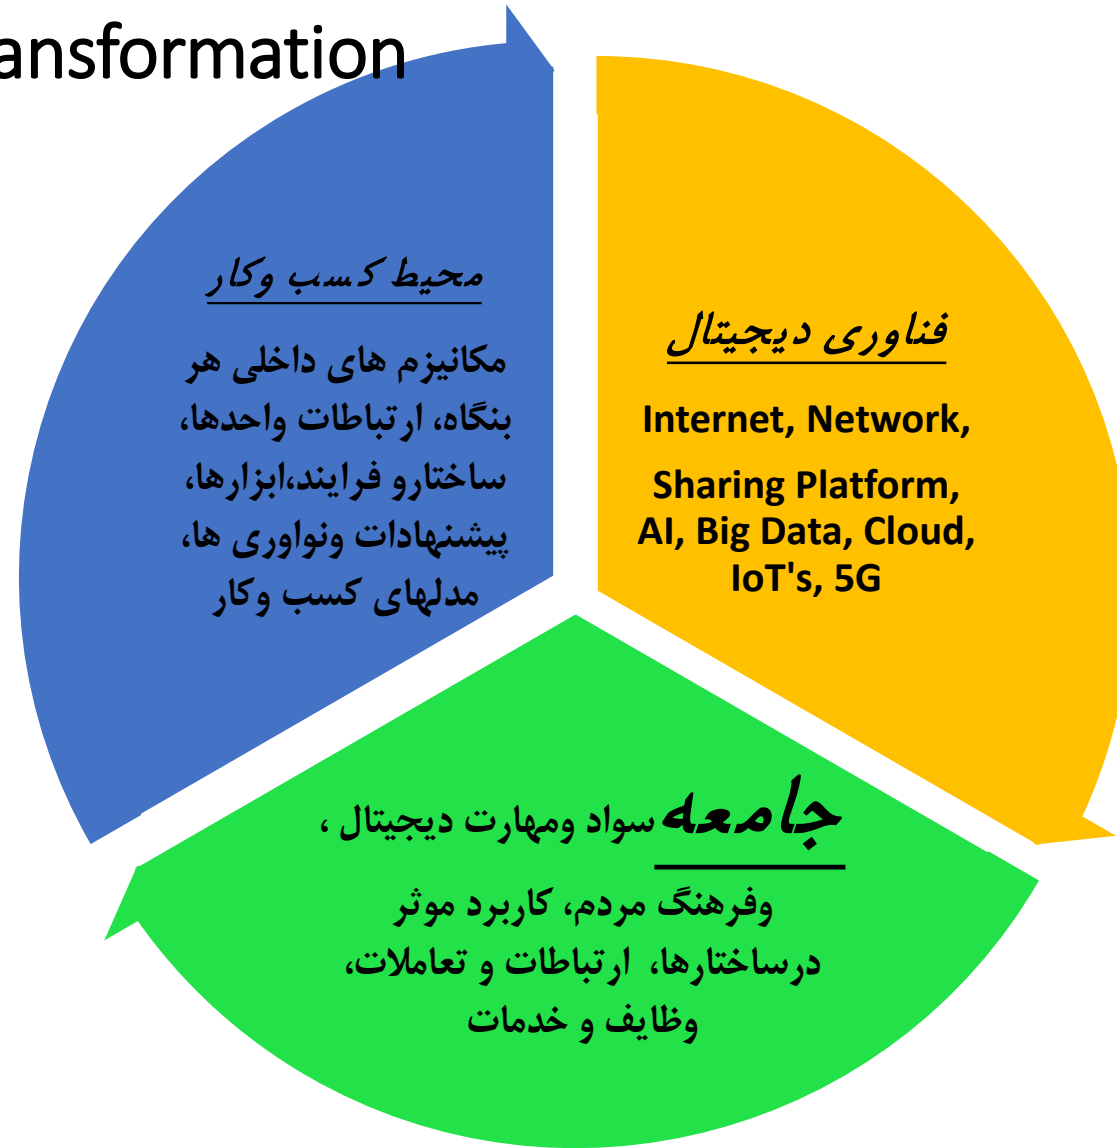 ansformation
محیط کسب وکار
مکانیزم های داخلی هر
بنگاه، ارتباطات واحدها،
ساختارو فرایند،ابزارها،
پیشنهادات ونواوری ها،
مدلهای کسب وکار
فناوری دیجیتال
Internet, Network,
Sharing Platform,
AI, Big Data, Cloud,
IoT's, 5G
جامعه سواد ومهارت دیجیتال ،
وفرهنگ مردم، کاربرد موثر
درساختارها، ارتباطات و تعاملات،
وظایف و خدمات